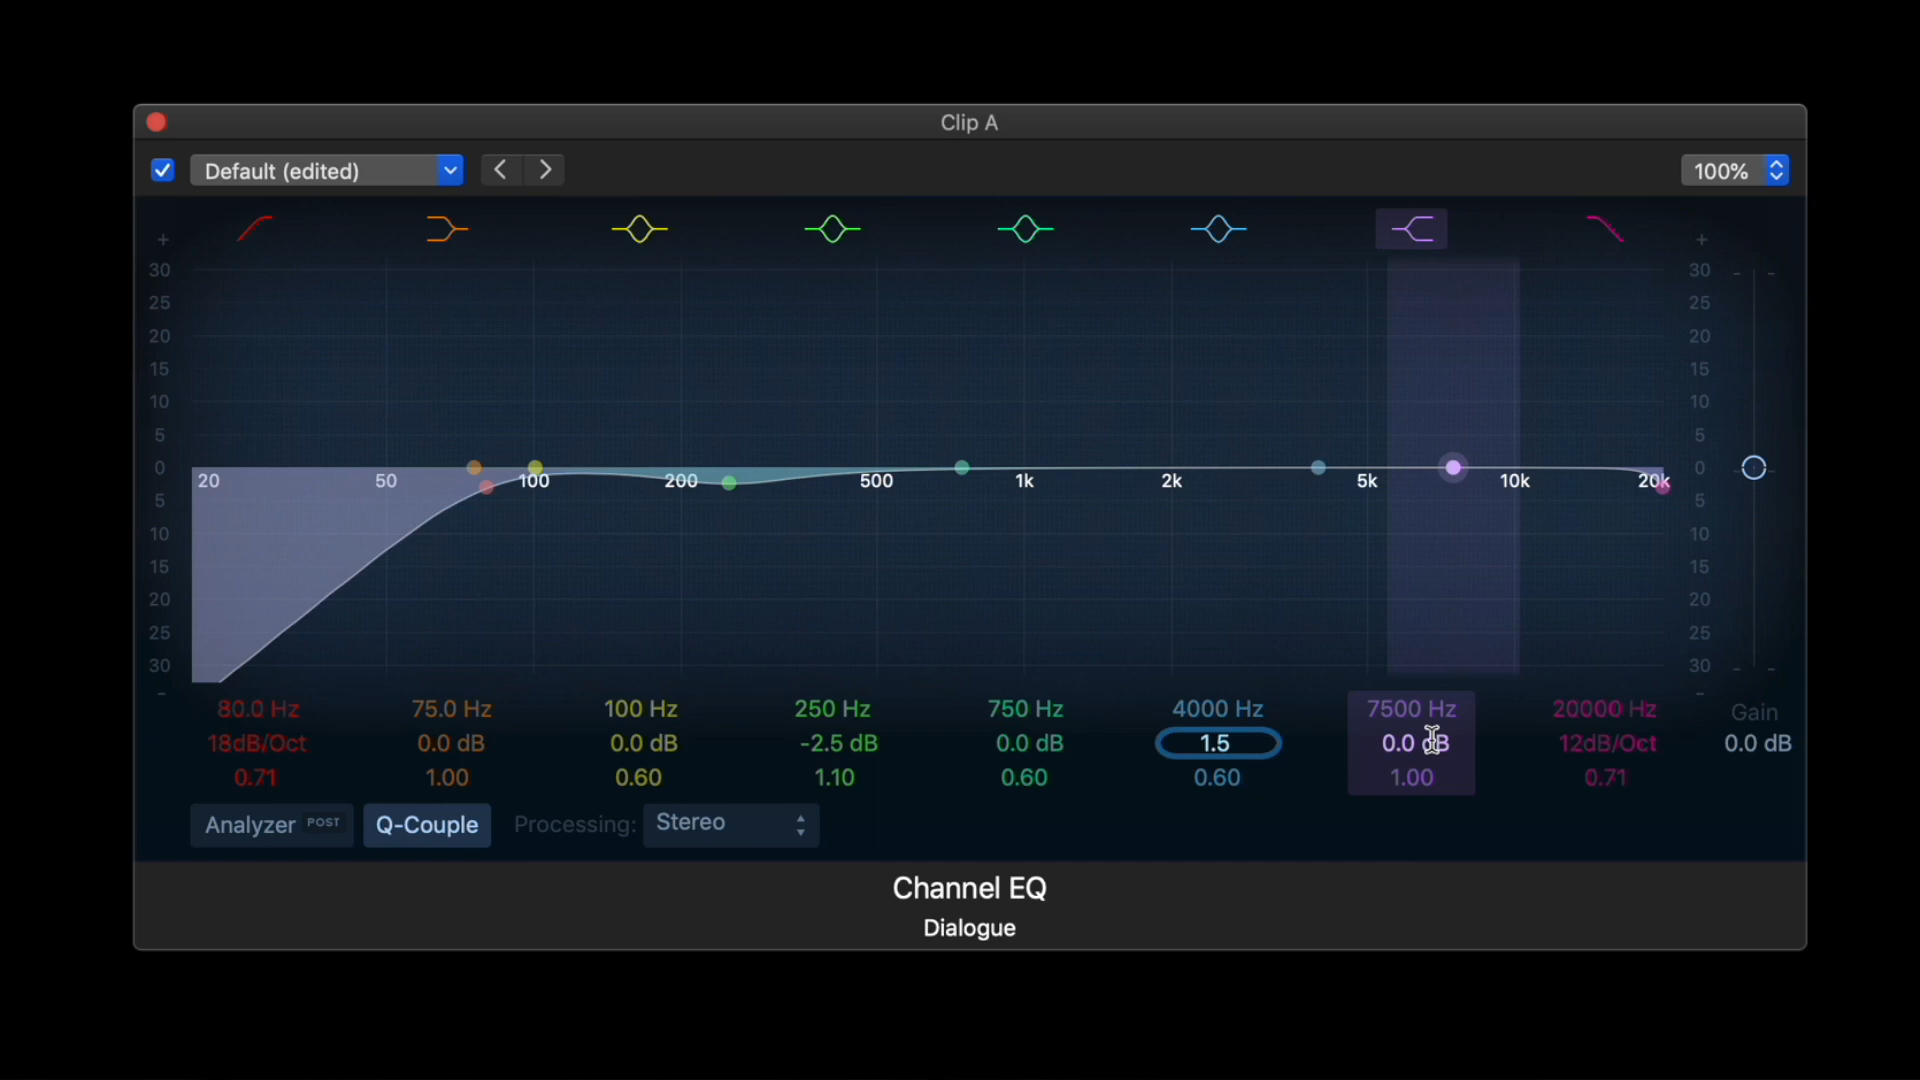 Clip A
Default (edited)
100%
+ +
30 30
25 25
20 20
15 15
10 10
5 5
0 0
20 50 100 200 500 1k 2k 5k 10k 20k
5 5
10 10
15 15
20 20
25 25
30 30
- -
80.0 Hz 75.0 Hz 100 Hz 250 Hz 750 Hz 4000 Hz 7500 Hz 20000 Hz Gain
18dB/Oct 0.0 dB 0.0 dB -2.5 dB 0.0 dB 1.5 0.0 dB 12dB/Oct 0.0 dB
0.71 1.00 0.60 1.10 0.60 0.60 1.00 0.71
Analyzer POST Q-Couple Processing: Stereo
Channel EQ
Dialogue